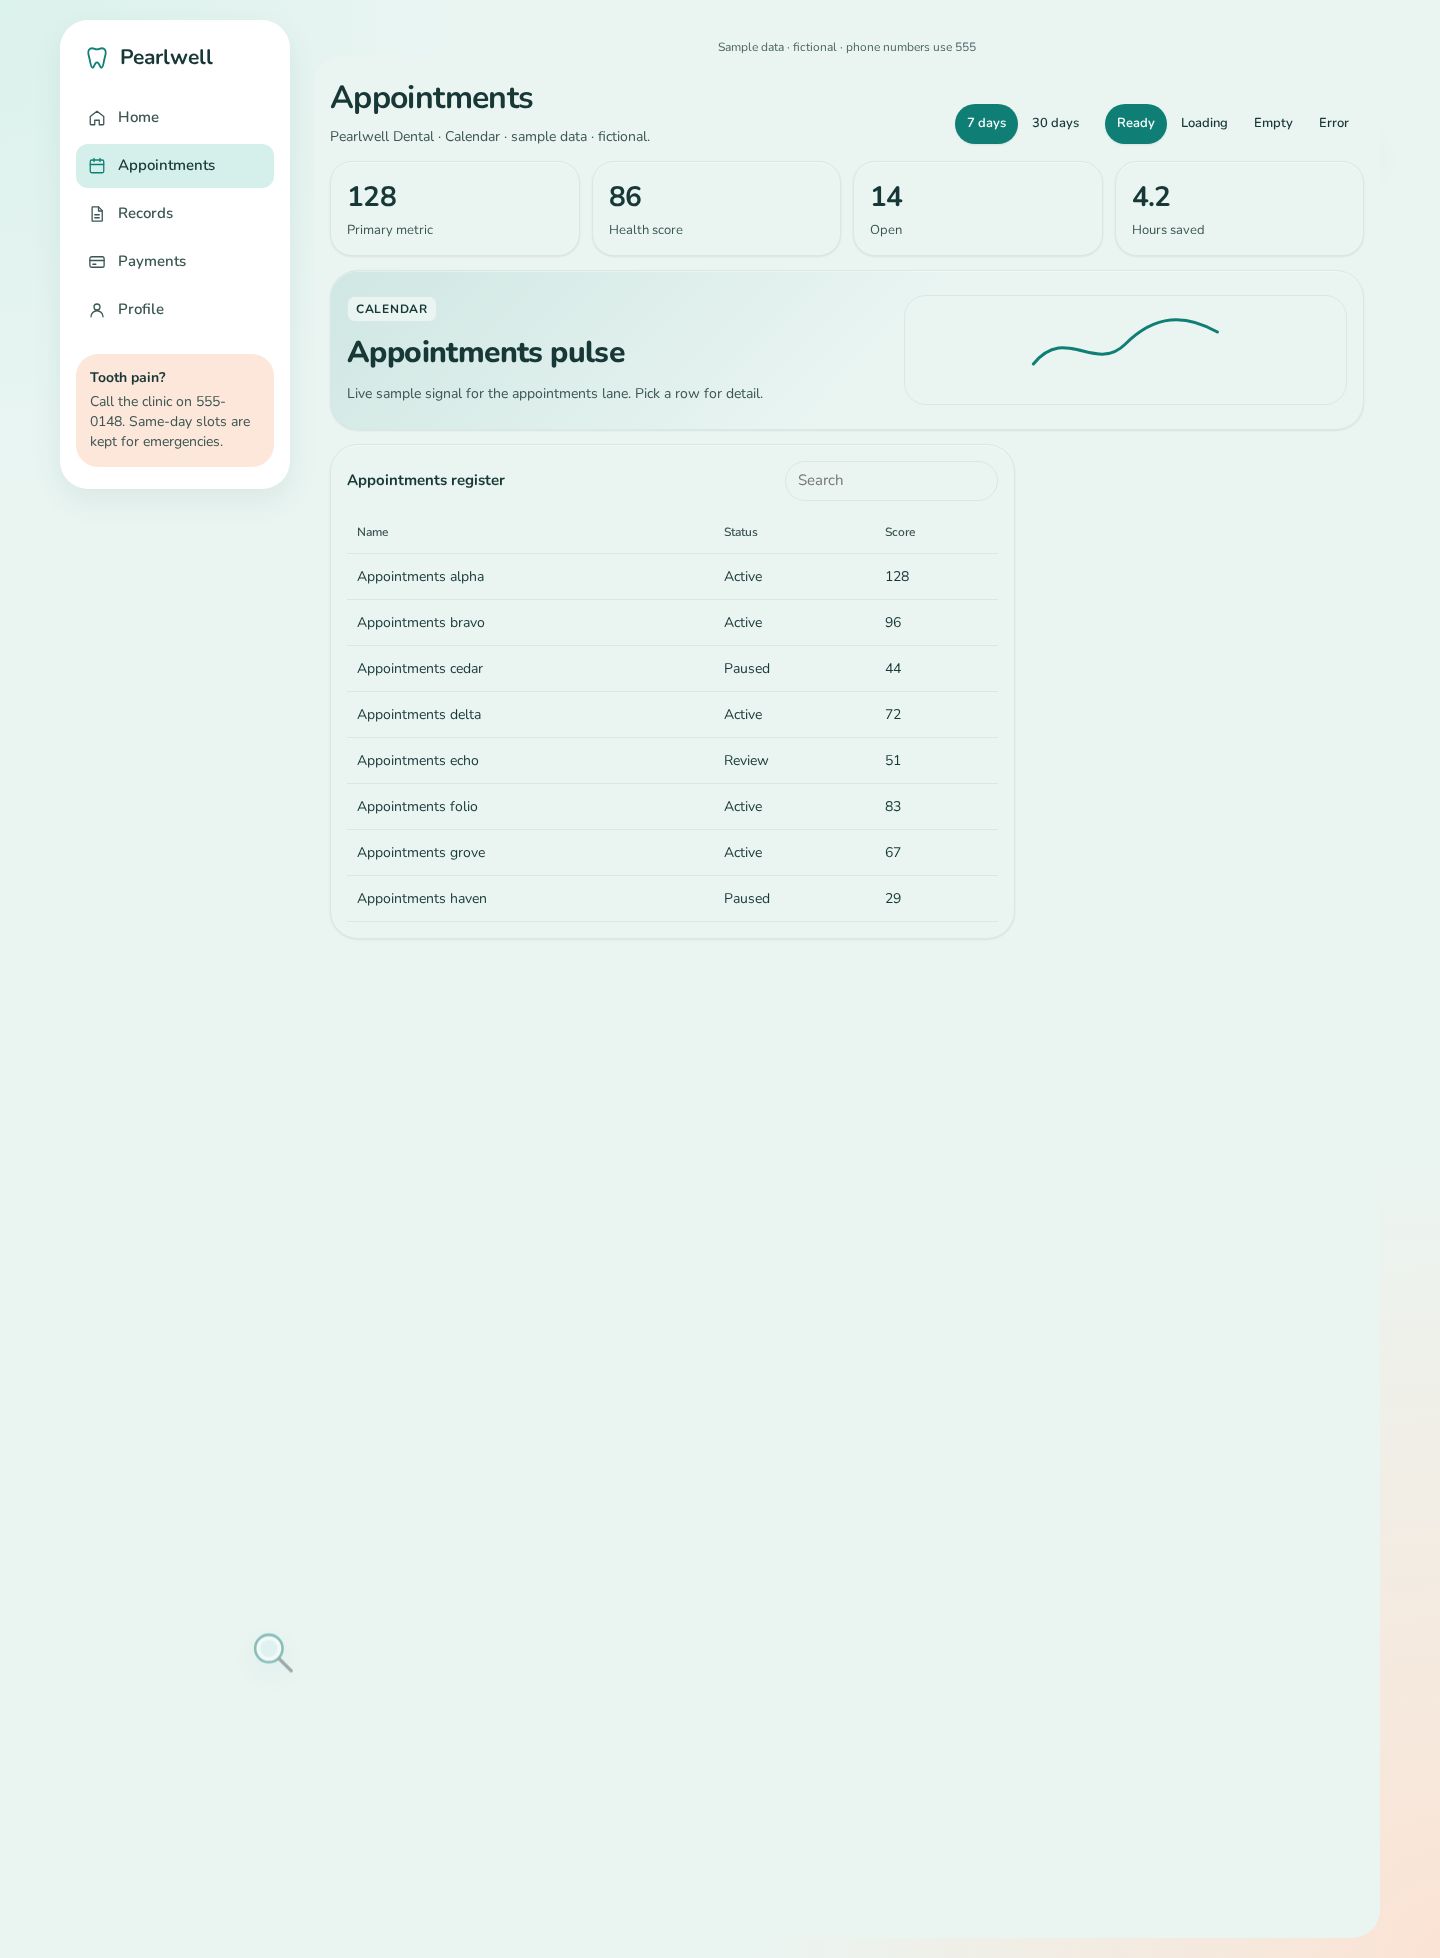 Pearlwell
Home
Appointments
Records
Payments
Profile
Tooth pain?
Call the clinic on 555-
0148. Same-day slots are
kept for emergencies.
Sample data · fictional · phone numbers use 555
Appointments
Pearlwell Dental · Calendar · sample data · fictional.
7 days 30 days Ready Loading Empty Error
128
Primary metric
86
Health score
14
Open
4.2
Hours saved
CALENDAR
Appointments pulse
Live sample signal for the appointments lane. Pick a row for detail.
Appointments register
Search
Name Status Score
Appointments alpha Active 128
Appointments bravo Active 96
Appointments cedar Paused 44
Appointments delta Active 72
Appointments echo Review 51
Appointments folio Active 83
Appointments grove Active 67
Appointments haven Paused 29